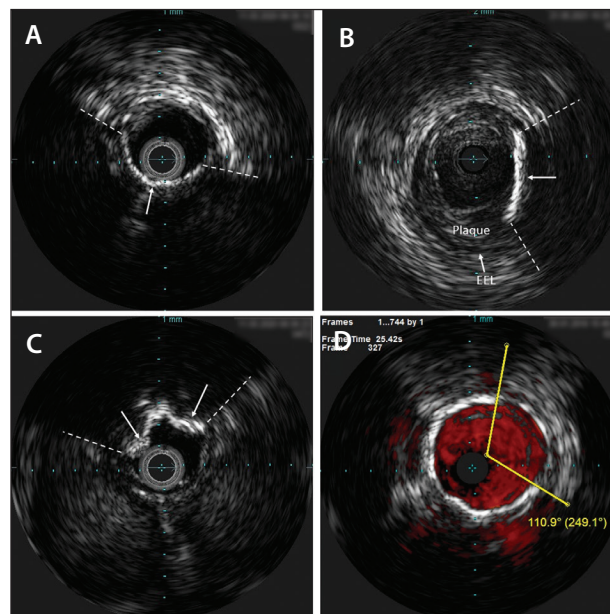 A
1 mm
B
2 mm
Plaque
EEL
C
1 mm
D
Frames 1...744 by 1
Frame Time 25.42s
Frame 327
1 mm
110.9° (249.1°)